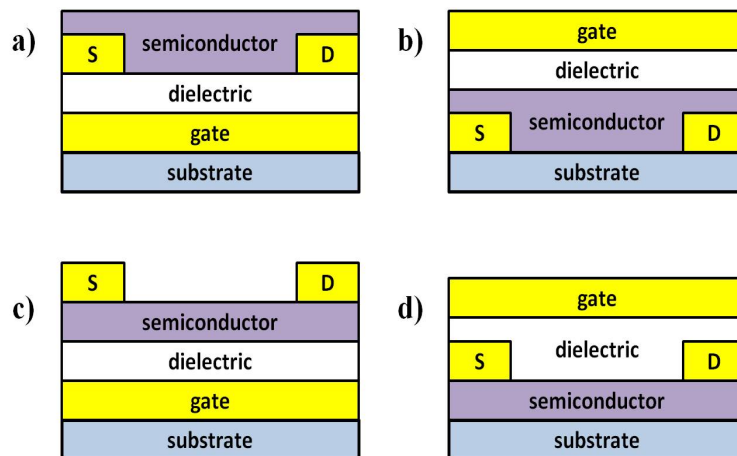 a)
semiconductor
S D
dielectric
gate
substrate
b)
gate
dielectric
semiconductor
S D
substrate
c)
S D
semiconductor
dielectric
gate
substrate
d)
gate
dielectric
S D
semiconductor
substrate